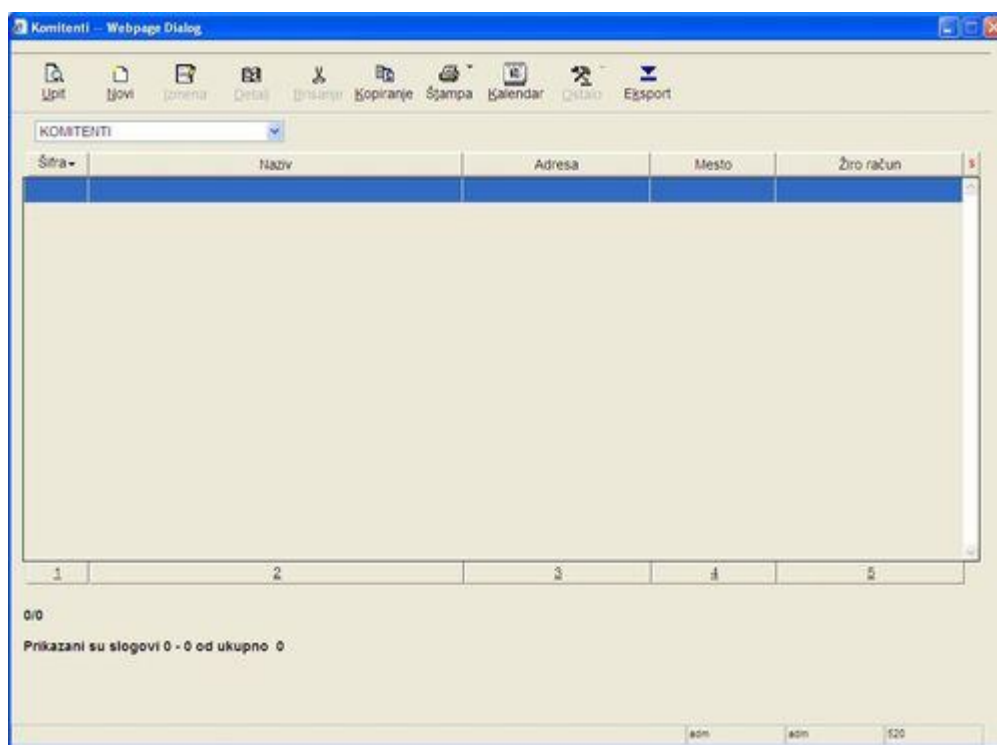 Komitenti -- Webpage Dialog
Upit Novi Izmena Detalj Brisanje Kopiranje Štampa Kalendar Ostalo Eksport
KOMITENTI
Šifra Naziv Adresa Mesto Žiro račun s
1 2 3 4 5
0/0
Prikazani su slogovi 0 - 0 od ukupno 0
adm adm 520